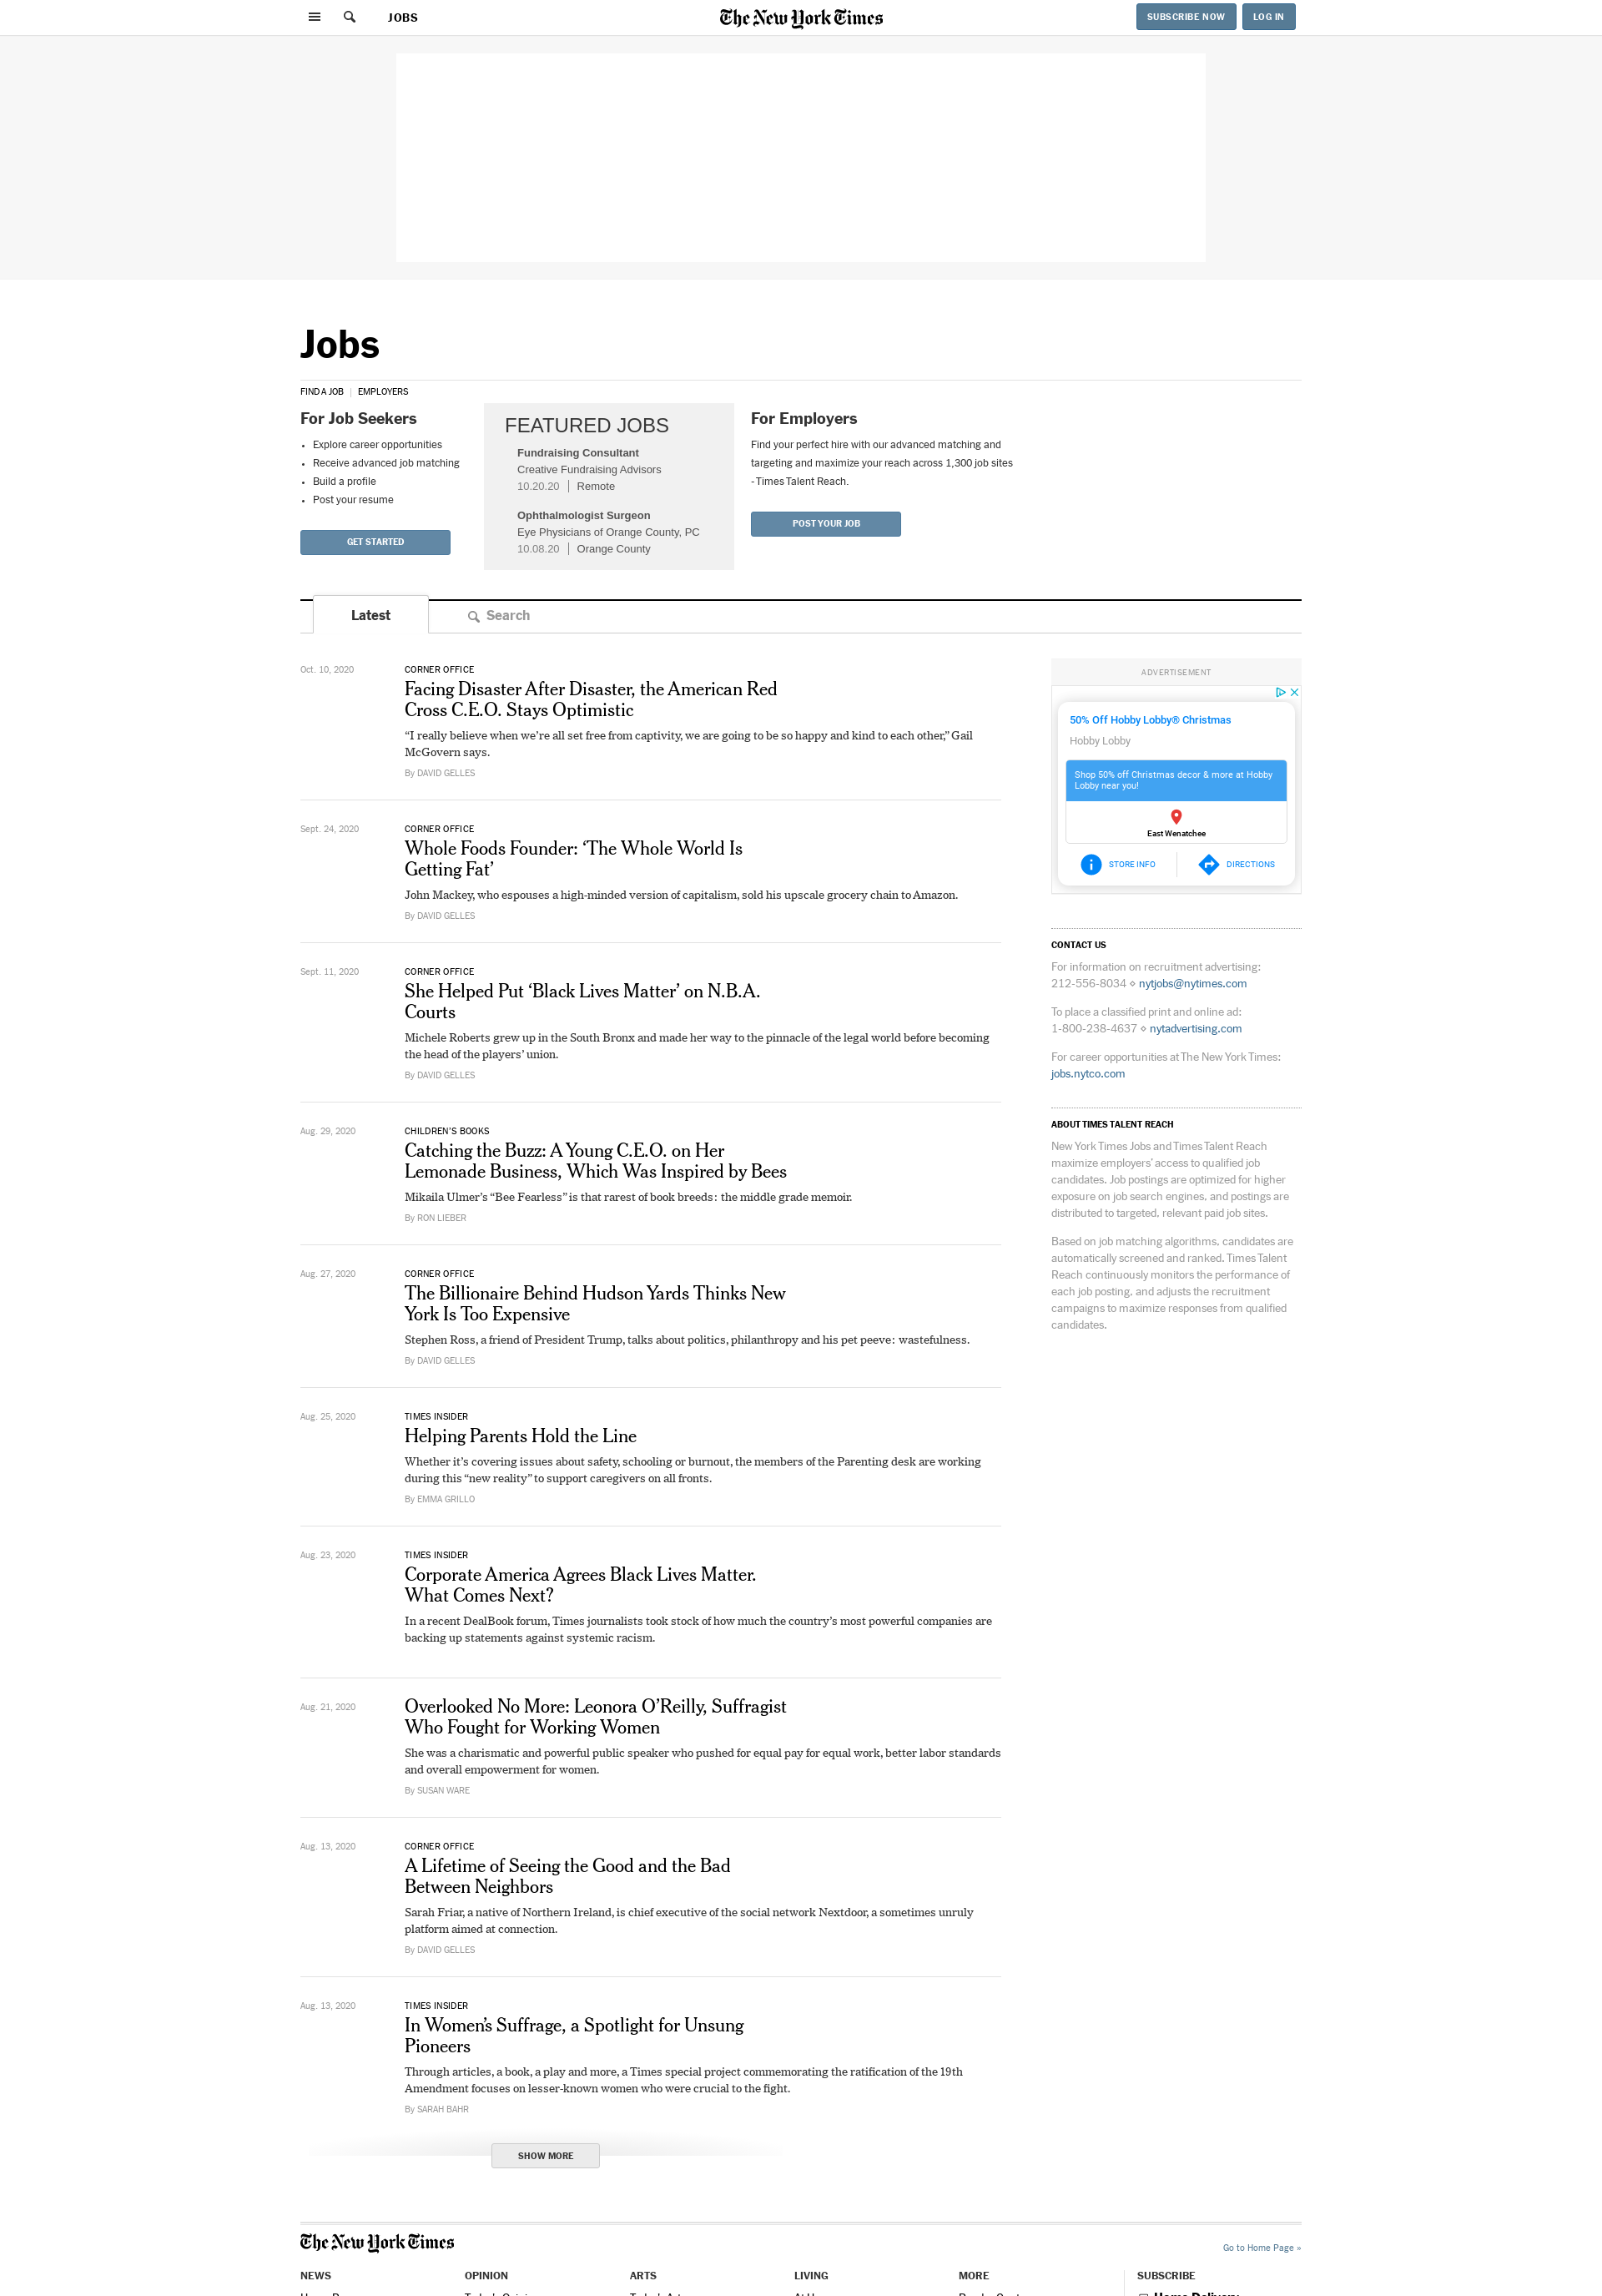 JOBS
The New York Times
SUBSCRIBE NOW
LOG IN
Jobs
FIND A JOB
EMPLOYERS
For Job Seekers
Explore career opportunities
Receive advanced job matching
Build a profile
Post your resume
GET STARTED
FEATURED JOBS
Fundraising Consultant
Creative Fundraising Advisors
10.20.20 Remote
Ophthalmologist Surgeon
Eye Physicians of Orange County, PC
10.08.20 Orange County
For Employers
Find your perfect hire with our advanced matching and
targeting and maximize your reach across 1,300 job sites
- Times Talent Reach.
POST YOUR JOB
Latest
Search
Oct. 10, 2020
CORNER OFFICE
Facing Disaster After Disaster, the American Red
Cross C.E.O. Stays Optimistic
“I really believe when we’re all set free from captivity, we are going to be so happy and kind to each other,” Gail
McGovern says.
By DAVID GELLES
Sept. 24, 2020
CORNER OFFICE
Whole Foods Founder: ‘The Whole World Is
Getting Fat’
John Mackey, who espouses a high-minded version of capitalism, sold his upscale grocery chain to Amazon.
By DAVID GELLES
Sept. 11, 2020
CORNER OFFICE
She Helped Put ‘Black Lives Matter’ on N.B.A.
Courts
Michele Roberts grew up in the South Bronx and made her way to the pinnacle of the legal world before becoming
the head of the players’ union.
By DAVID GELLES
Aug. 29, 2020
CHILDREN’S BOOKS
Catching the Buzz: A Young C.E.O. on Her
Lemonade Business, Which Was Inspired by Bees
Mikaila Ulmer’s “Bee Fearless” is that rarest of book breeds: the middle grade memoir.
By RON LIEBER
Aug. 27, 2020
CORNER OFFICE
The Billionaire Behind Hudson Yards Thinks New
York Is Too Expensive
Stephen Ross, a friend of President Trump, talks about politics, philanthropy and his pet peeve: wastefulness.
By DAVID GELLES
Aug. 25, 2020
TIMES INSIDER
Helping Parents Hold the Line
Whether it’s covering issues about safety, schooling or burnout, the members of the Parenting desk are working
during this “new reality” to support caregivers on all fronts.
By EMMA GRILLO
Aug. 23, 2020
TIMES INSIDER
Corporate America Agrees Black Lives Matter.
What Comes Next?
In a recent DealBook forum, Times journalists took stock of how much the country’s most powerful companies are
backing up statements against systemic racism.
Aug. 21, 2020
Overlooked No More: Leonora O’Reilly, Suffragist
Who Fought for Working Women
She was a charismatic and powerful public speaker who pushed for equal pay for equal work, better labor standards
and overall empowerment for women.
By SUSAN WARE
Aug. 13, 2020
CORNER OFFICE
A Lifetime of Seeing the Good and the Bad
Between Neighbors
Sarah Friar, a native of Northern Ireland, is chief executive of the social network Nextdoor, a sometimes unruly
platform aimed at connection.
By DAVID GELLES
Aug. 13, 2020
TIMES INSIDER
In Women’s Suffrage, a Spotlight for Unsung
Pioneers
Through articles, a book, a play and more, a Times special project commemorating the ratification of the 19th
Amendment focuses on lesser-known women who were crucial to the fight.
By SARAH BAHR
SHOW MORE
ADVERTISEMENT
50% Off Hobby Lobby® Christmas
Hobby Lobby
Shop 50% off Christmas decor & more at Hobby
Lobby near you!
East Wenatchee
STORE INFO
DIRECTIONS
CONTACT US
For information on recruitment advertising:
212-556-8034 ⋄ nytjobs@nytimes.com
To place a classified print and online ad:
1-800-238-4637 ⋄ nytadvertising.com
For career opportunities at The New York Times:
jobs.nytco.com
ABOUT TIMES TALENT REACH
New York Times Jobs and Times Talent Reach
maximize employers’ access to qualified job
candidates. Job postings are optimized for higher
exposure on job search engines, and postings are
distributed to targeted, relevant paid job sites.
Based on job matching algorithms, candidates are
automatically screened and ranked. Times Talent
Reach continuously monitors the performance of
each job posting, and adjusts the recruitment
campaigns to maximize responses from qualified
candidates.
The New York Times
Go to Home Page »
NEWS
OPINION
ARTS
LIVING
MORE
SUBSCRIBE
Home Delivery